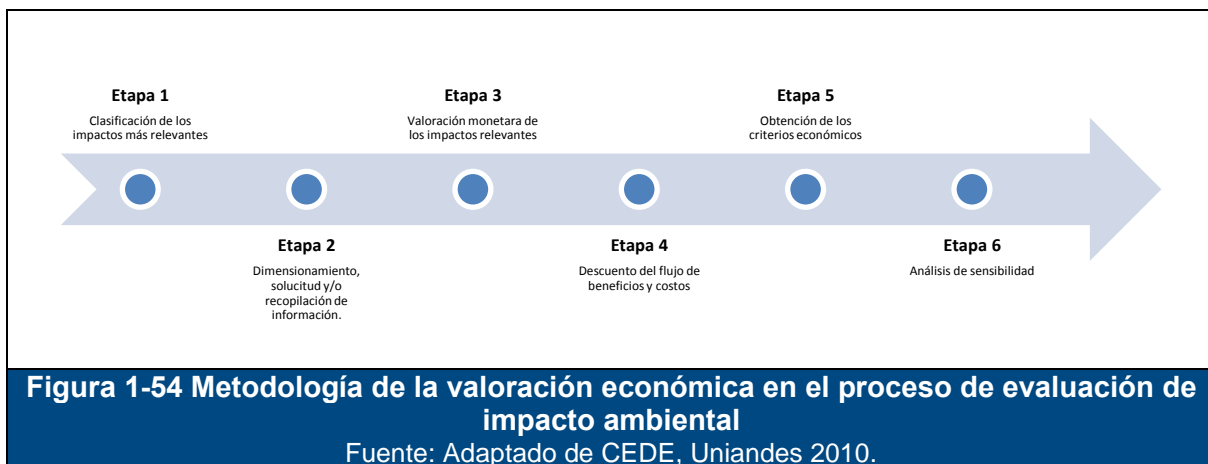 Etapa 1
Clasificación de los
impactos más relevantes
Etapa 2
Dimensionamiento,
solucitud y/o
recopilación de
información.
Etapa 3
Valoración monetara de
los impactos relevantes
Etapa 4
Descuento del flujo de
beneficios y costos
Etapa 5
Obtención de los
criterios económicos
Etapa 6
Análisis de sensibilidad
Figura 1-54 Metodología de la valoración económica en el proceso de evaluación de
impacto ambiental
Fuente: Adaptado de CEDE, Uniandes 2010.